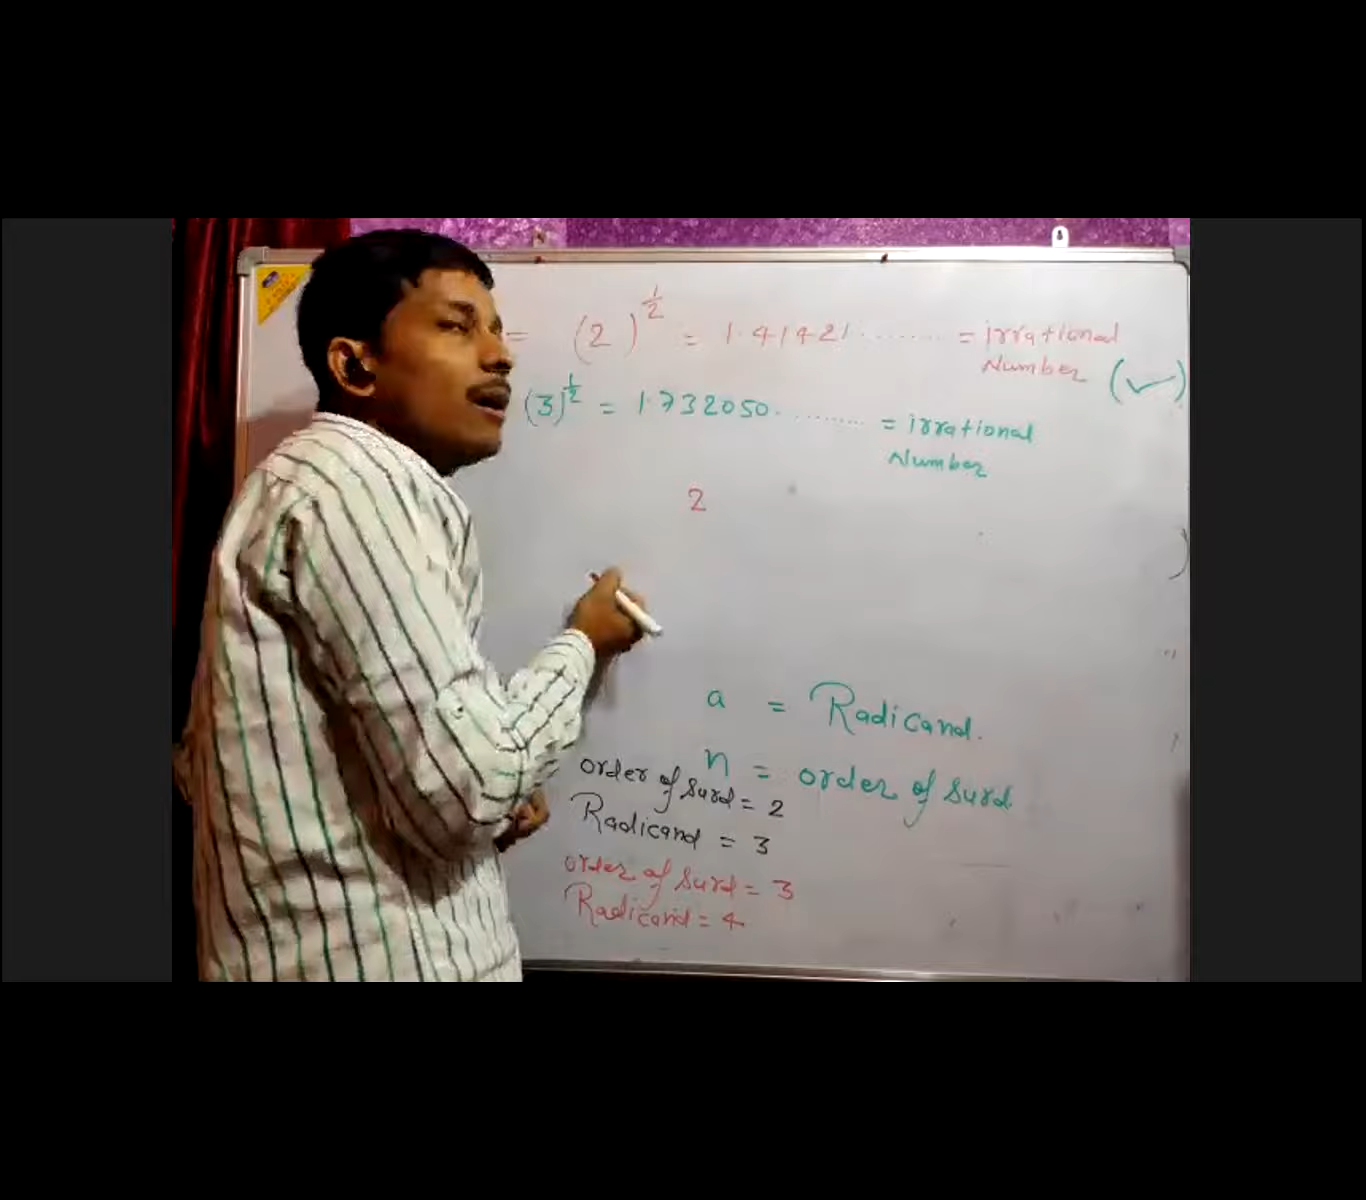 = (2)^1/2 = 1.41421........ = irrational
Number (✓)
(3)^1/2 = 1.732050............ = irrational
Number
2
a = Radicand.
n = order of surd
order of surd = 2
Radicand = 3
order of surd = 3
Radicand = 4